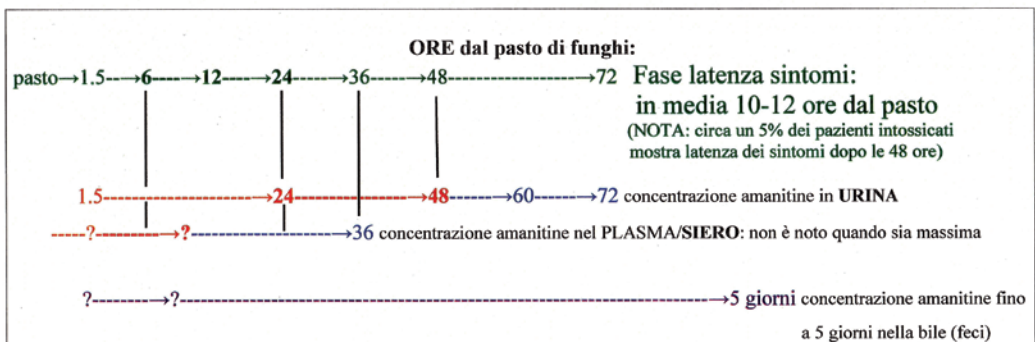 ORE dal pasto di funghi:
pasto→1.5---→6-----→12-----→24------→36------→48------------------→72 Fase latenza sintomi:
in media 10-12 ore dal pasto
(NOTA: circa un 5% dei pazienti intossicati
mostra latenza dei sintomi dopo le 48 ore)
1.5--------------------→24-----------------→48------→60-----→72 concentrazione amanitine in URINA
-----?---------→?------------------→36 concentrazione amanitine nel PLASMA/SIERO: non è noto quando sia massima
?---------→?--------------------------------------------------→5 giorni concentrazione amanitine fino
a 5 giorni nella bile (feci)